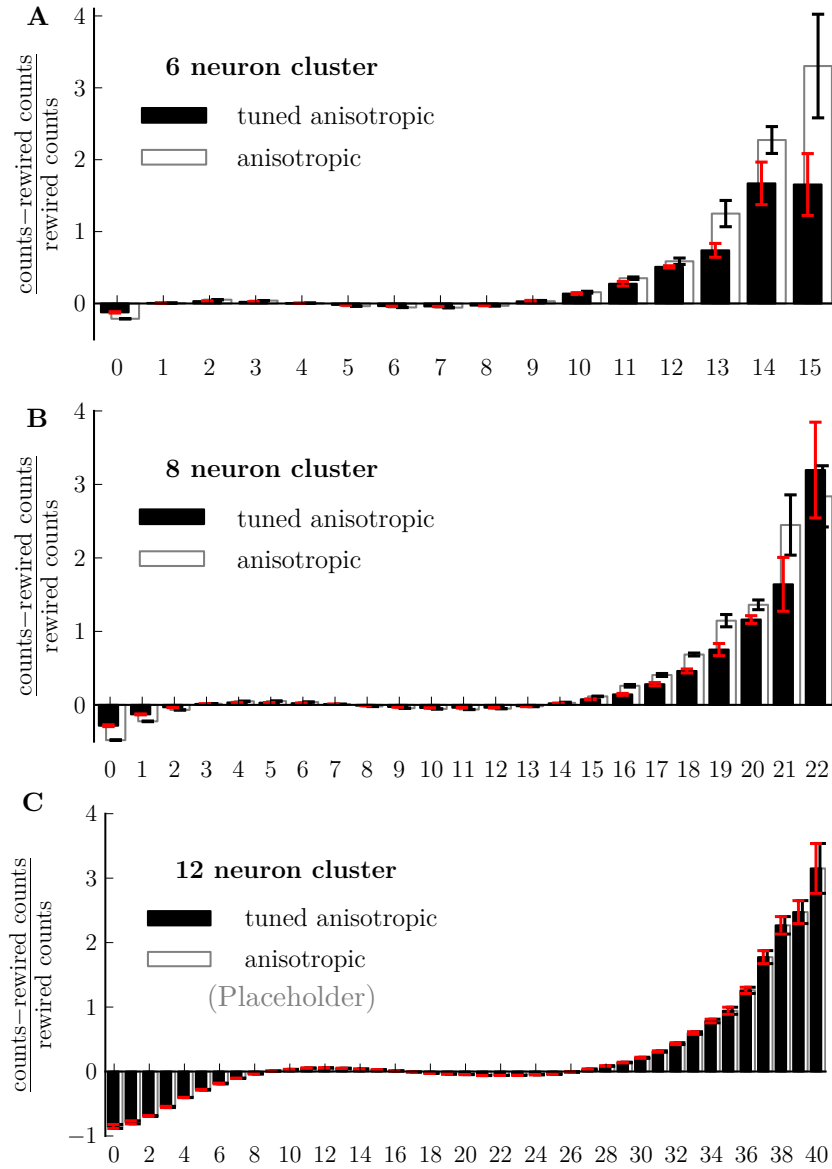 A
4
3
2
1
0
counts−rewired counts
rewired counts
6 neuron cluster
tuned anisotropic
anisotropic
0 1 2 3 4 5 6 7 8 9 10 11 12 13 14 15
B
4
3
2
1
0
counts−rewired counts
rewired counts
8 neuron cluster
tuned anisotropic
anisotropic
0 1 2 3 4 5 6 7 8 9 10 11 12 13 14 15 16 17 18 19 20 21 22
C
4
3
2
1
0
−1
counts−rewired counts
rewired counts
12 neuron cluster
tuned anisotropic
anisotropic
(Placeholder)
0 2 4 6 8 10 12 14 16 18 20 22 24 26 28 30 32 34 36 38 40